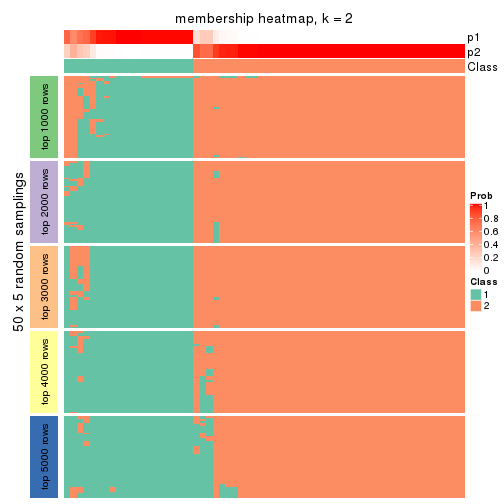 membership heatmap, k = 2
p1
p2
Class
50 x 5 random samplings
top 1000 rows
top 2000 rows
top 3000 rows
top 4000 rows
top 5000 rows
Prob
1
0.8
0.6
0.4
0.2
0
Class
1
2